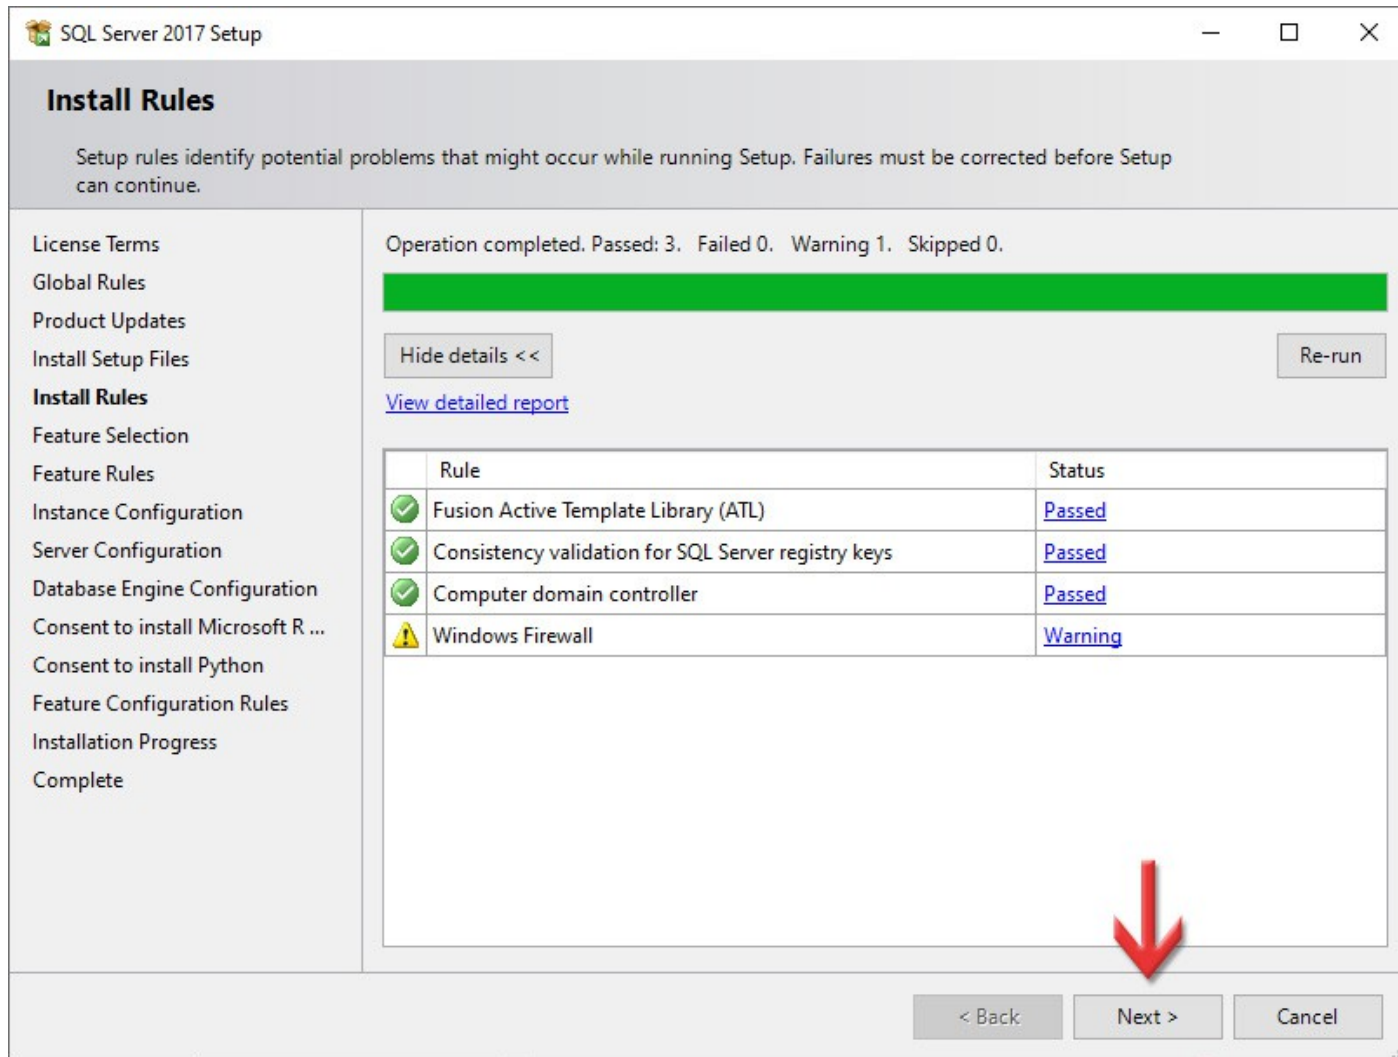 SQL Server 2017 Setup
Install Rules
Setup rules identify potential problems that might occur while running Setup. Failures must be corrected before Setup
can continue.
License Terms
Global Rules
Product Updates
Install Setup Files
Install Rules
Feature Selection
Feature Rules
Instance Configuration
Server Configuration
Database Engine Configuration
Consent to install Microsoft R ...
Consent to install Python
Feature Configuration Rules
Installation Progress
Complete
Operation completed. Passed: 3.   Failed 0.   Warning 1.   Skipped 0.
Hide details <<
Re-run
View detailed report
Rule Status
Fusion Active Template Library (ATL) Passed
Consistency validation for SQL Server registry keys Passed
Computer domain controller Passed
Windows Firewall Warning
< Back
Next >
Cancel